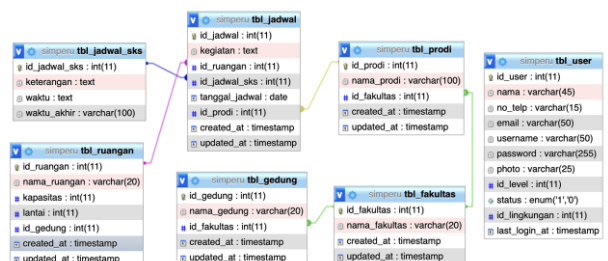 simperu tbl_jadwal_sks
id_jadwal_sks : int(11)
keterangan : text
waktu : text
waktu_akhir : varchar(100)
simperu tbl_jadwal
id_jadwal : int(11)
kegiatan : text
id_ruangan : int(11)
id_jadwal_sks : int(11)
tanggal_jadwal : date
id_prodi : int(11)
created_at : timestamp
updated_at : timestamp
simperu tbl_prodi
id_prodi : int(11)
nama_prodi : varchar(100)
id_fakultas : int(11)
created_at : timestamp
updated_at : timestamp
simperu tbl_user
id_user : int(11)
nama : varchar(45)
no_telp : varchar(15)
email : varchar(50)
username : varchar(50)
password : varchar(255)
photo : varchar(25)
id_level : int(11)
status : enum('1','0')
id_lingkungan : int(11)
last_login_at : timestamp
simperu tbl_ruangan
id_ruangan : int(11)
nama_ruangan : varchar(20)
kapasitas : int(11)
lantai : int(11)
id_gedung : int(11)
created_at : timestamp
updated_at : timestamp
simperu tbl_gedung
id_gedung : int(11)
nama_gedung : varchar(20)
id_fakultas : int(11)
created_at : timestamp
updated_at : timestamp
simperu tbl_fakultas
id_fakultas : int(11)
nama_fakultas : varchar(20)
created_at : timestamp
updated_at : timestamp